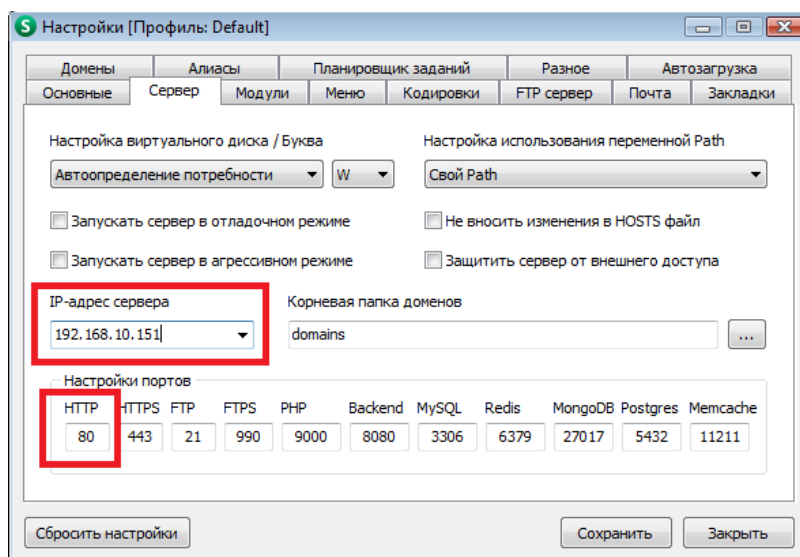 S Настройки [Профиль: Default]
Домены Алиасы Планировщик заданий Разное Автозагрузка
Основные Сервер Модули Меню Кодировки FTP сервер Почта Закладки
Настройка виртуального диска / Буква Настройка использования переменной Path
Автоопределение потребности W Свой Path
Запускать сервер в отладочном режиме Не вносить изменения в HOSTS файл
Запускать сервер в агрессивном режиме Защитить сервер от внешнего доступа
IP-адрес сервера Корневая папка доменов
192.168.10.151 domains ...
Настройки портов
HTTP HTTPS FTP FTPS PHP Backend MySQL Redis MongoDB Postgres Memcache
80 443 21 990 9000 8080 3306 6379 27017 5432 11211
Сбросить настройки Сохранить Закрыть